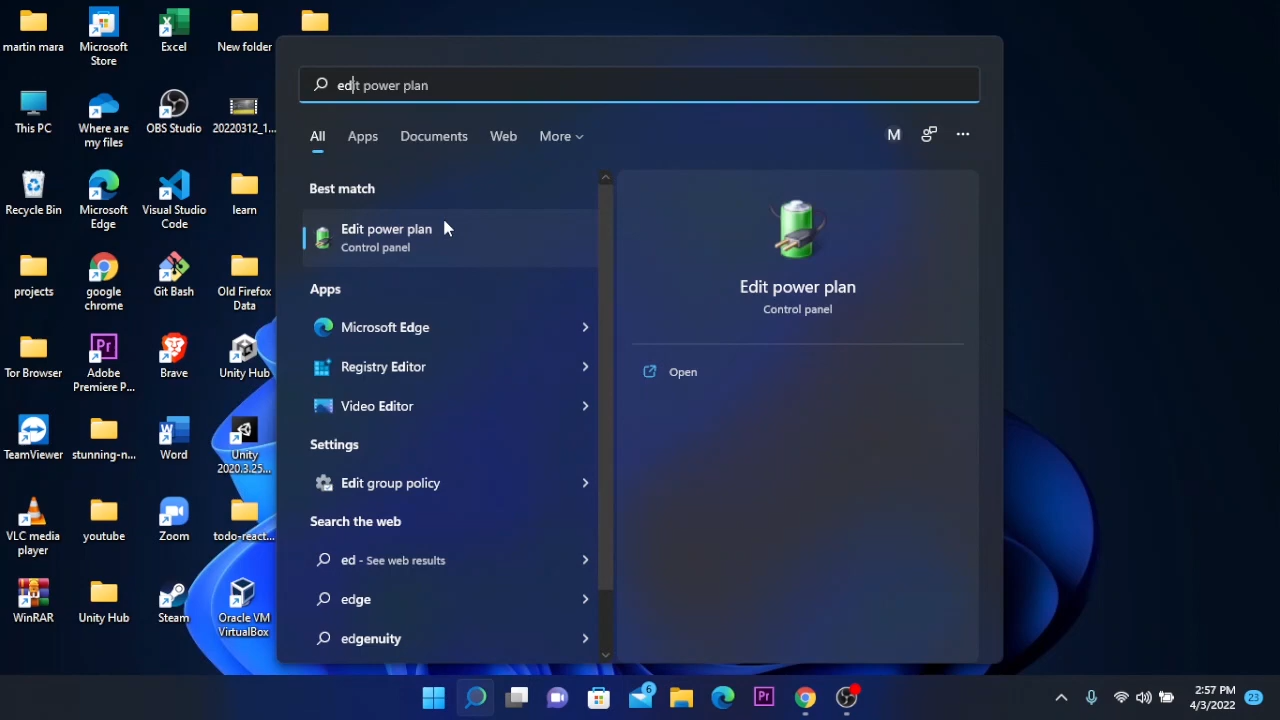 martin mara
Microsoft
Store
Excel
New folder
This PC
Where are
my files
OBS Studio
20220312_1...
Recycle Bin
Microsoft
Edge
Visual Studio
Code
learn
projects
google
chrome
Git Bash
Old Firefox
Data
Tor Browser
Adobe
Premiere P...
Brave
Unity Hub
TeamViewer
stunning-n...
Word
Unity
2020.3.25...
VLC media
player
youtube
Zoom
todo-react...
WinRAR
Unity Hub
Steam
Oracle VM
VirtualBox
edit power plan
All
Apps
Documents
Web
More
M
Best match
Edit power plan
Control panel
Apps
Microsoft Edge
Registry Editor
Video Editor
Settings
Edit group policy
Search the web
ed - See web results
edge
edgenuity
Edit power plan
Control panel
Open
6
Pr
2:57 PM
4/3/2022
23